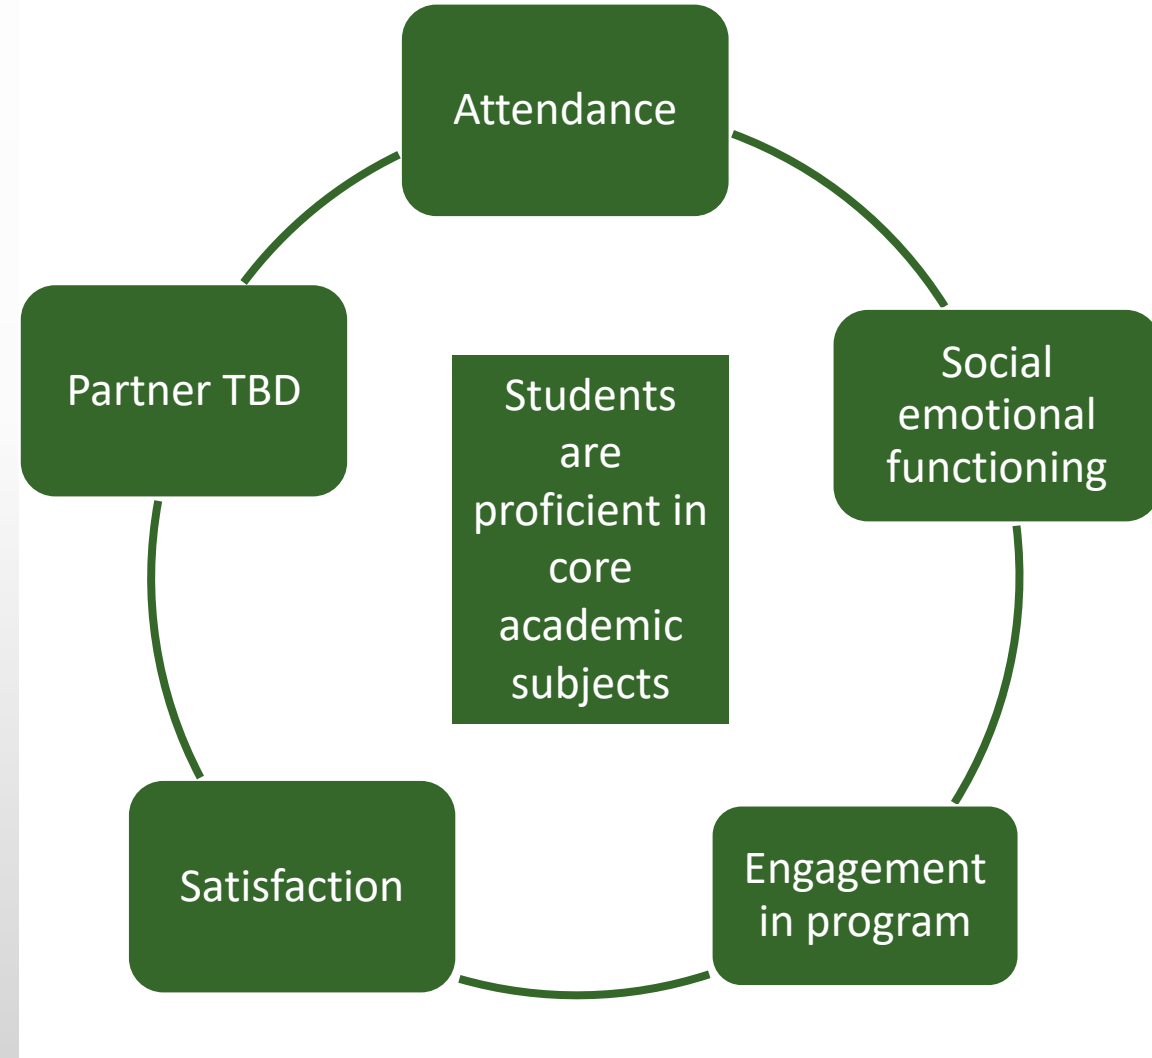 Attendance
Partner TBD
Social
emotional
functioning
Students
are
proficient in
core
academic
subjects
Satisfaction
Engagement
in program